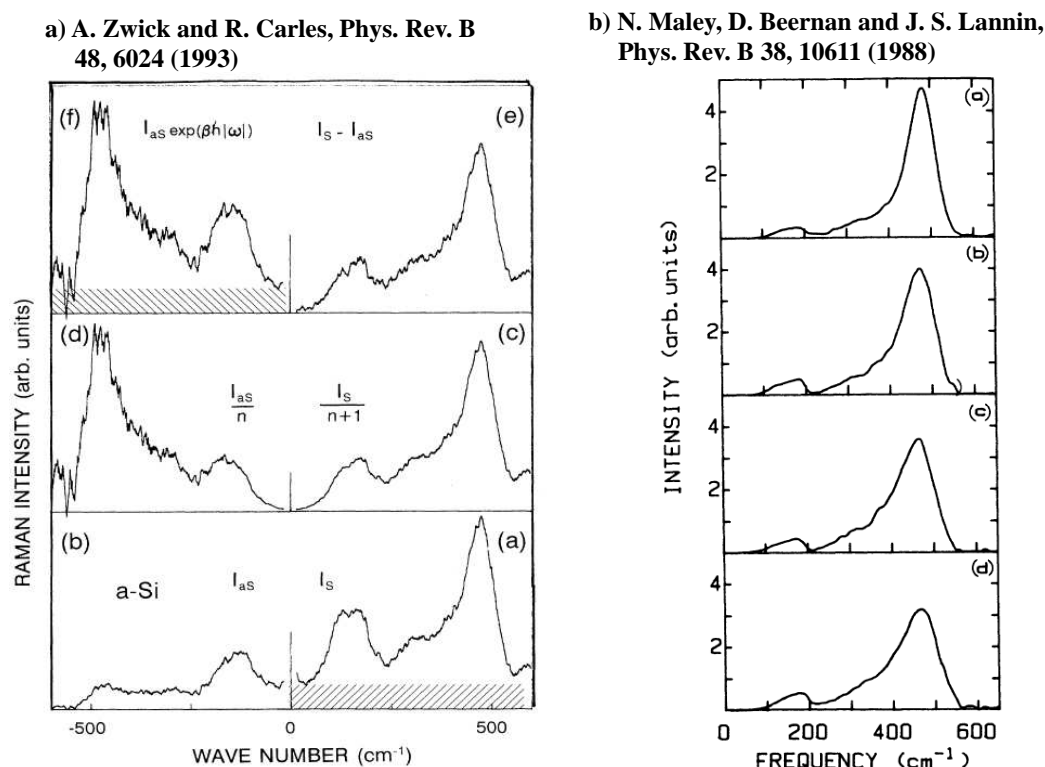 a) A. Zwick and R. Carles, Phys. Rev. B
48, 6024 (1993)
(f)
I_aS exp(βħ|ω|)
I_S - I_aS
(e)
(d)
I_aS
n
I_S
n+1
(c)
(b)
a-Si
I_aS
I_S
(a)
-500
0
500
WAVE NUMBER (cm⁻¹)
RAMAN INTENSITY (arb. units)
b) N. Maley, D. Beernan and J. S. Lannin,
Phys. Rev. B 38, 10611 (1988)
4
2
(a)
4
2
(b)
4
2
(c)
4
2
(d)
0
200
400
600
FREQUENCY (cm⁻¹)
INTENSITY (arb. units)